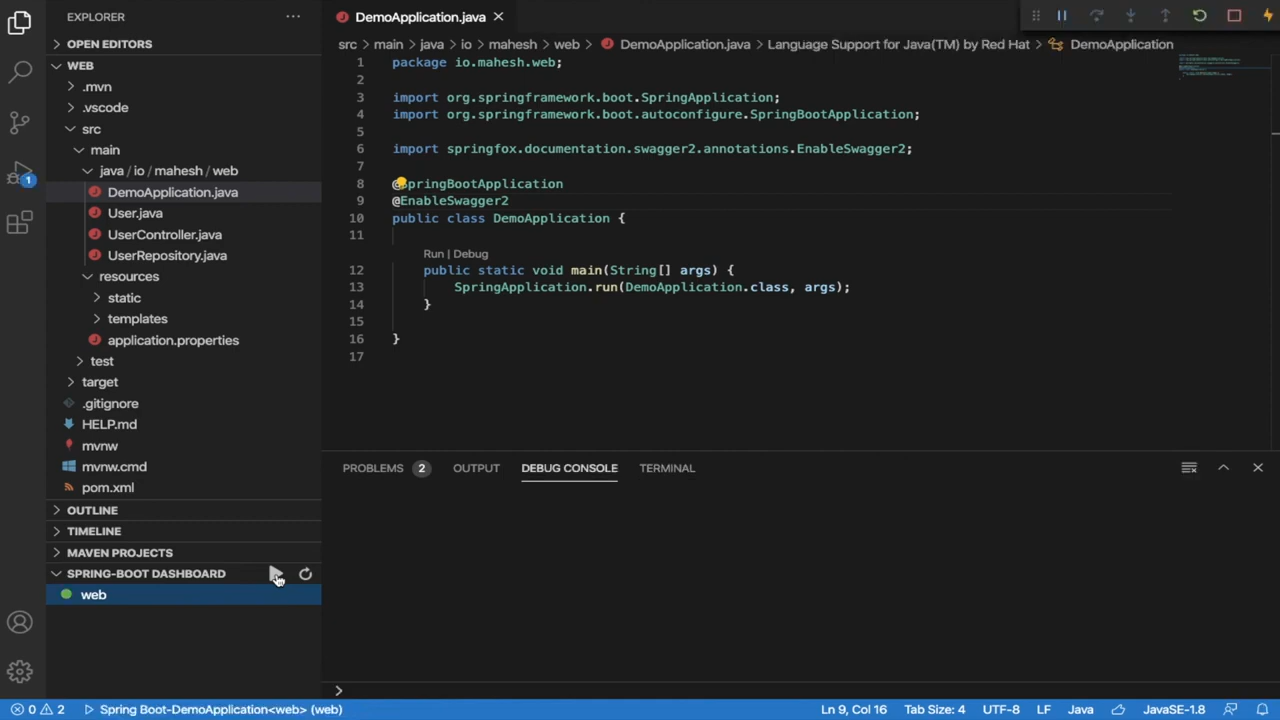 EXPLORER
OPEN EDITORS
WEB
.mvn
.vscode
src
main
java / io / mahesh / web
DemoApplication.java
User.java
UserController.java
UserRepository.java
resources
static
templates
application.properties
test
target
.gitignore
HELP.md
mvnw
mvnw.cmd
pom.xml
OUTLINE
TIMELINE
MAVEN PROJECTS
SPRING-BOOT DASHBOARD
web
1
DemoApplication.java
src > main > java > io > mahesh > web > DemoApplication.java > Language Support for Java(TM) by Red Hat > DemoApplication
1 package io.mahesh.web;
2
3 import org.springframework.boot.SpringApplication;
4 import org.springframework.boot.autoconfigure.SpringBootApplication;
5
6 import springfox.documentation.swagger2.annotations.EnableSwagger2;
7
8 @SpringBootApplication
9 @EnableSwagger2
10 public class DemoApplication {
11
Run | Debug
12 public static void main(String[] args) {
13 SpringApplication.run(DemoApplication.class, args);
14 }
15
16 }
17
PROBLEMS 2 OUTPUT DEBUG CONSOLE TERMINAL
0 2 Spring Boot-DemoApplication<web> (web) Ln 9, Col 16 Tab Size: 4 UTF-8 LF Java JavaSE-1.8